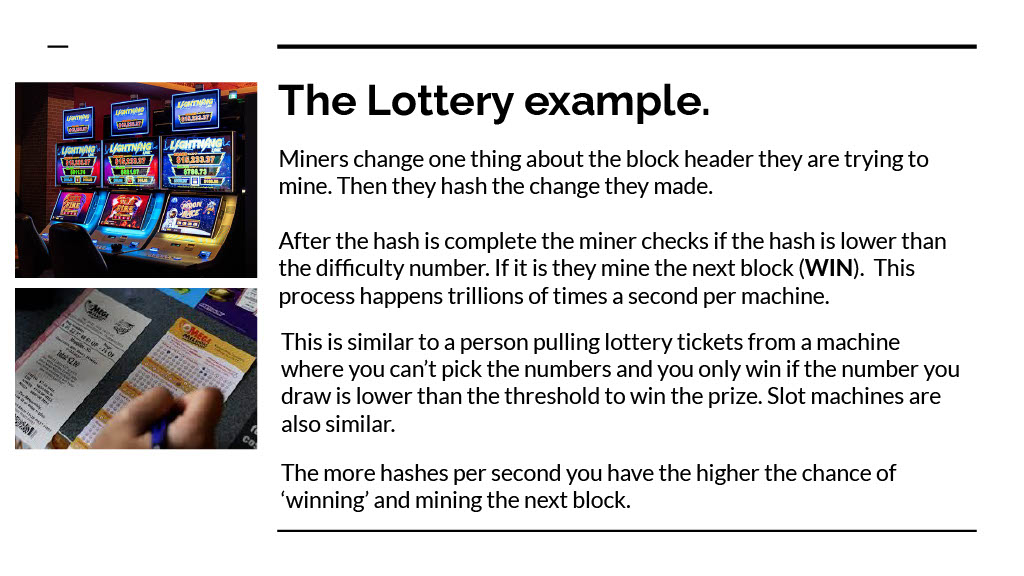 The Lottery example.
Miners change one thing about the block header they are trying to
mine. Then they hash the change they made.
After the hash is complete the miner checks if the hash is lower than
the difficulty number. If it is they mine the next block (WIN).  This
process happens trillions of times a second per machine.
This is similar to a person pulling lottery tickets from a machine
where you can’t pick the numbers and you only win if the number you
draw is lower than the threshold to win the prize. Slot machines are
also similar.
The more hashes per second you have the higher the chance of
‘winning’ and mining the next block.
LIGHTNING
LIGHTNING
LIGHTNING
MEGA
MEGA